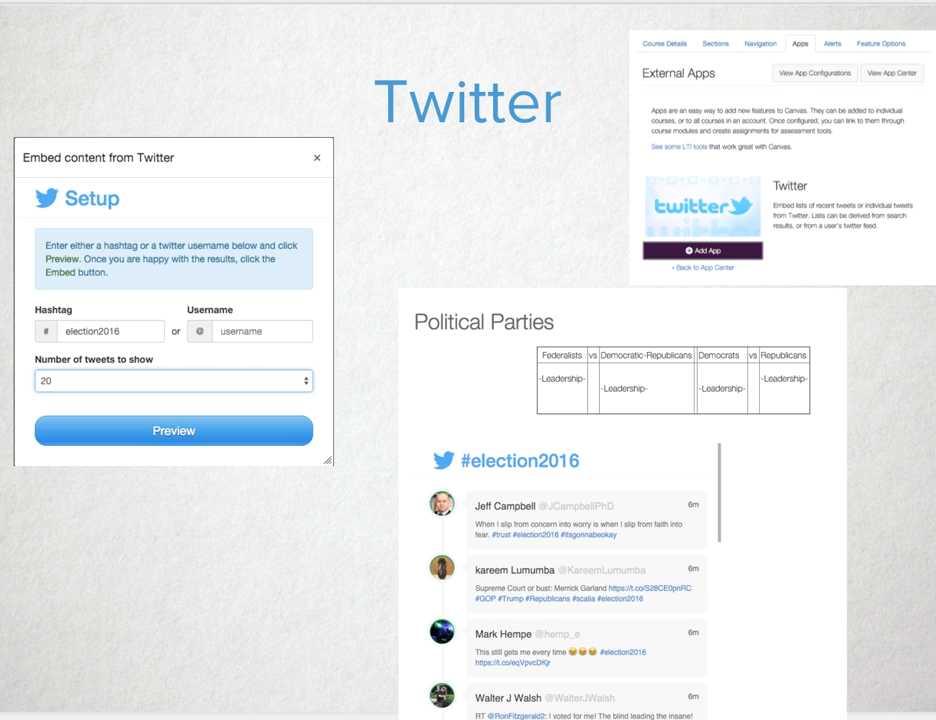 Twitter
Course Details Sections Navigation Apps Alerts Feature Options
External Apps View App Configurations View App Center
Apps are an easy way to add new features to Canvas. They can be added to individual
courses, or to all courses in an account. Once configured, you can link to them through
course modules and create assignments for assessment tools.
See some LTI tools that work great with Canvas.
twitter
Add App
« Back to App Center
Twitter
Embed lists of recent tweets or individual tweets
from Twitter. Lists can be derived from search
results, or from a user's twitter feed.
Embed content from Twitter ×
Setup
Enter either a hashtag or a twitter username below and click
Preview. Once you are happy with the results, click the
Embed button.
Hashtag Username
# election2016 or @ username
Number of tweets to show
20
Preview
Political Parties
Federalists vs Democratic-Republicans Democrats vs Republicans
-Leadership- -Leadership- -Leadership- -Leadership-
#election2016
Jeff Campbell @JCampbellPhD 6m
When I slip from concern into worry is when I slip from faith into
fear. #trust #election2016 #itsgonnabeokay
kareem Lumumba @KareemLumumba 6m
Supreme Court or bust: Merrick Garland https://t.co/S28CE0pnRC
#GOP #Trump #Republicans #scalia #election2016
Mark Hempe @hemp_e 6m
This still gets me every time 😂😂😂 #election2016
https://t.co/eqVpvcDKjr
Walter J Walsh @WalterJWalsh 6m
RT @RonFitzgerald2: I voted for me! The blind leading the insane!